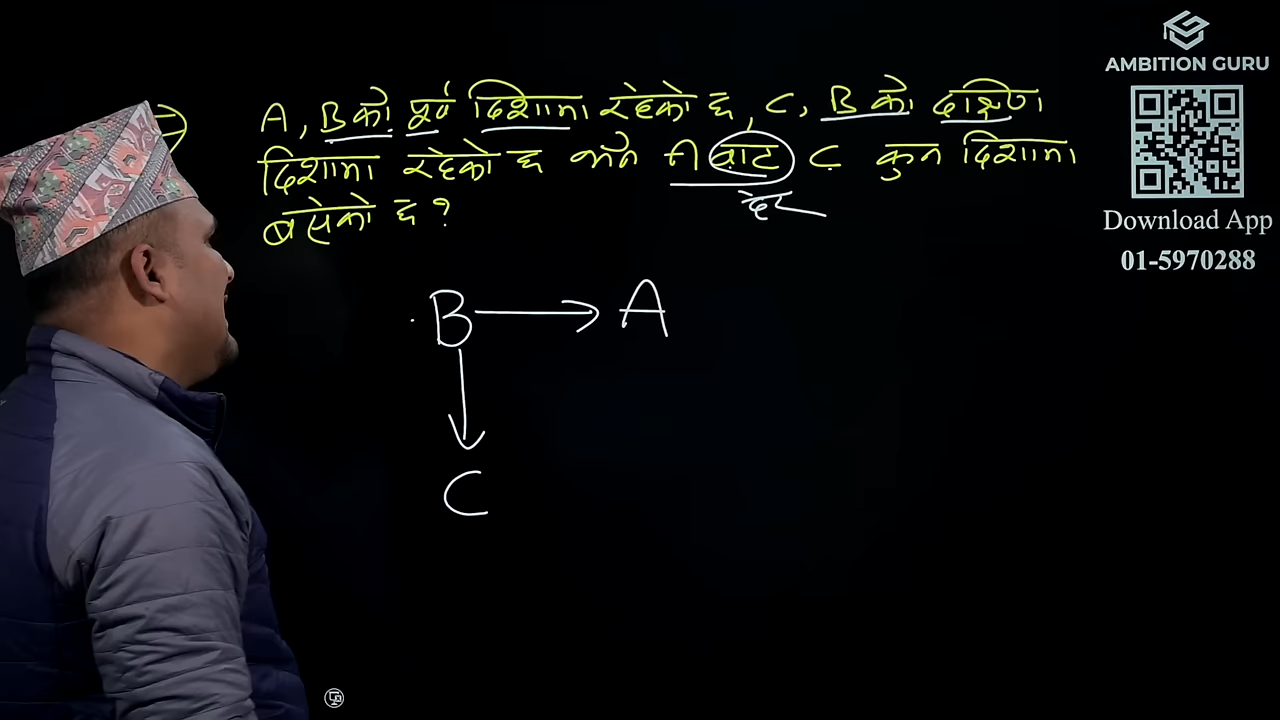 AMBITION GURU
A, B को पूर्व दिशामा रहेको छ, C, B को दक्षिण
दिशामा रहेको छ भने A बाट C कुन दिशामा
बसेको छ ?
Download App
01-5970288
B A
C